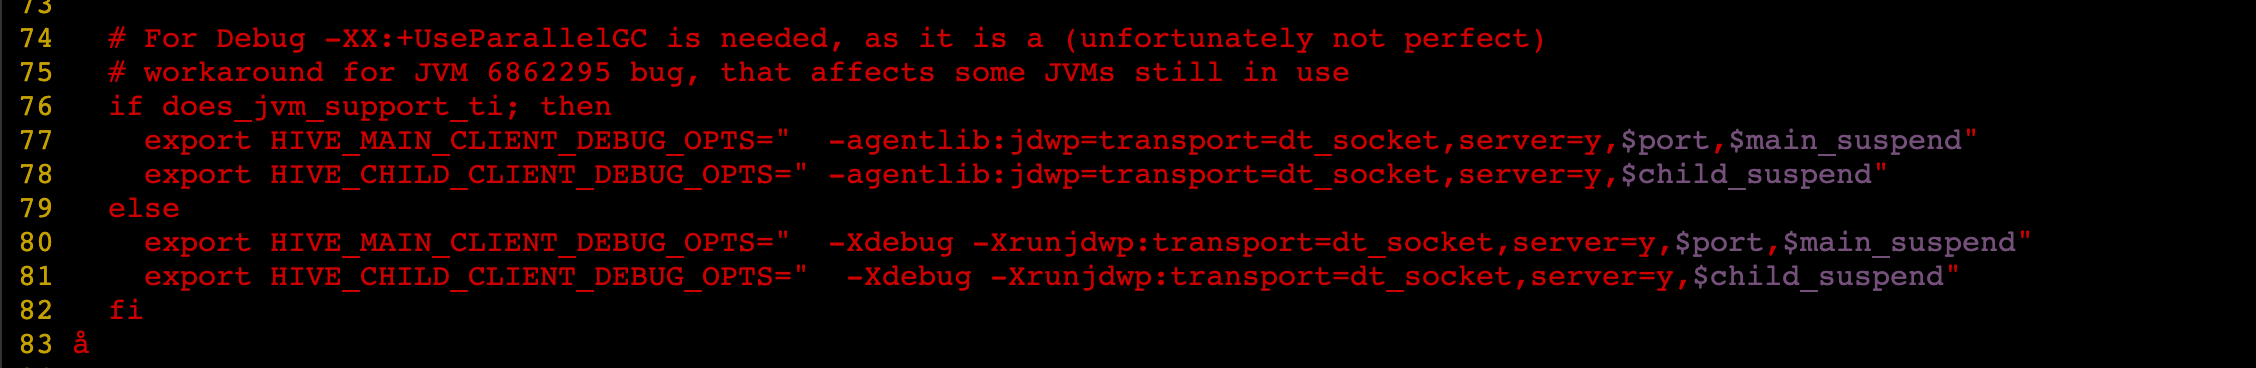 73
74   # For Debug -XX:+UseParallelGC is needed, as it is a (unfortunately not perfect)
75   # workaround for JVM 6862295 bug, that affects some JVMs still in use
76   if does_jvm_support_ti; then
77     export HIVE_MAIN_CLIENT_DEBUG_OPTS="  -agentlib:jdwp=transport=dt_socket,server=y,$port,$main_suspend"
78     export HIVE_CHILD_CLIENT_DEBUG_OPTS=" -agentlib:jdwp=transport=dt_socket,server=y,$child_suspend"
79   else
80     export HIVE_MAIN_CLIENT_DEBUG_OPTS="  -Xdebug -Xrunjdwp:transport=dt_socket,server=y,$port,$main_suspend"
81     export HIVE_CHILD_CLIENT_DEBUG_OPTS="  -Xdebug -Xrunjdwp:transport=dt_socket,server=y,$child_suspend"
82   fi
83 å